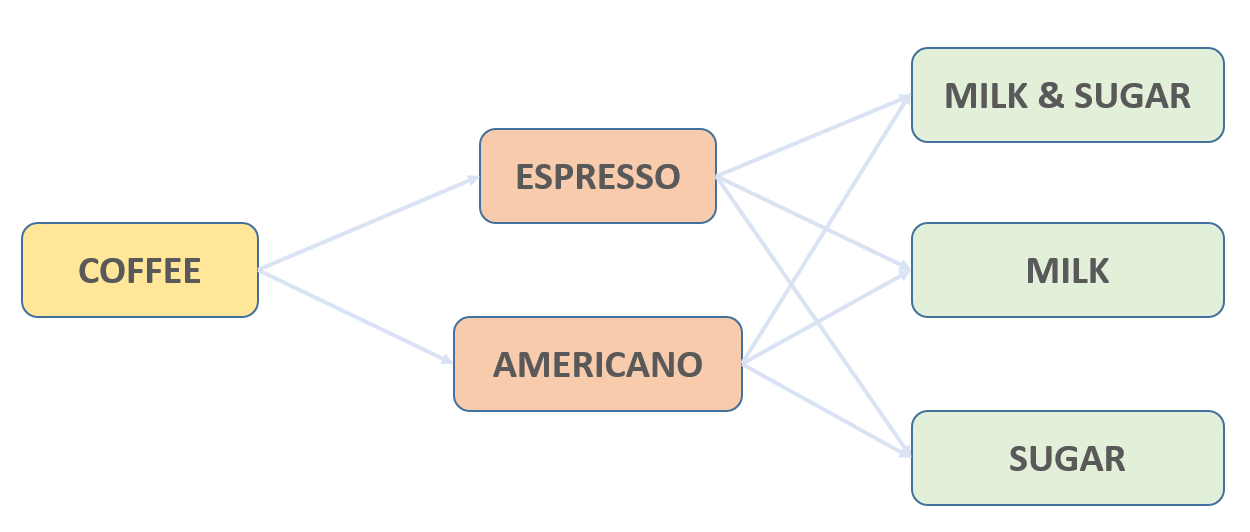 COFFEE
ESPRESSO
AMERICANO
MILK & SUGAR
MILK
SUGAR